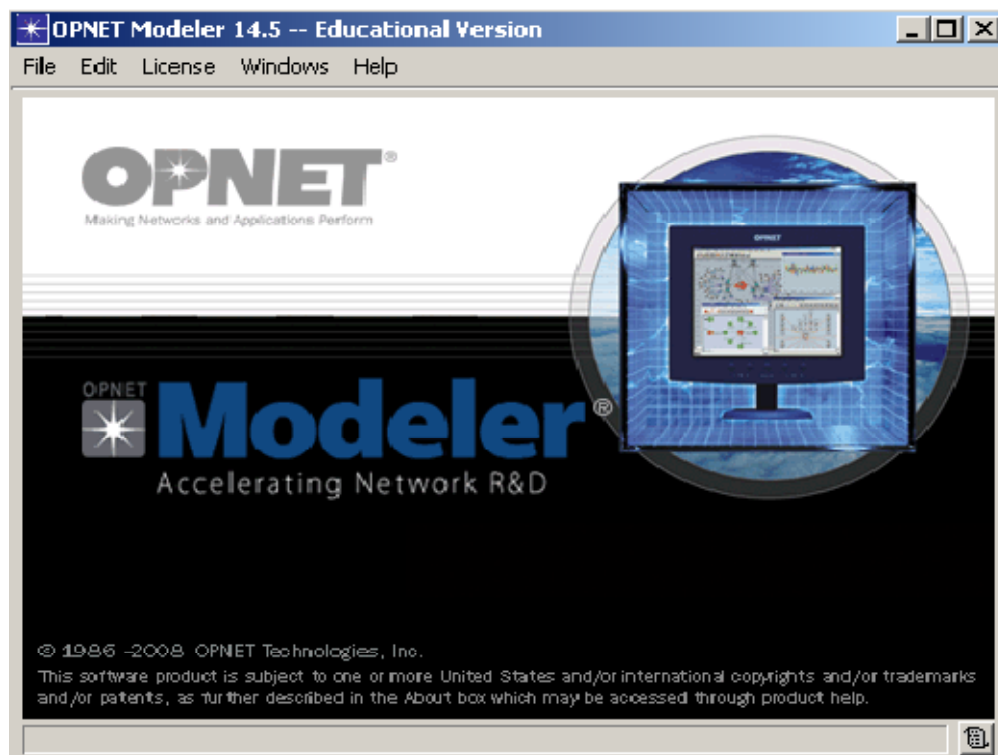 OPNET Modeler 14.5 -- Educational Version
File Edit License Windows Help
OPNET®
Making Networks and Applications Perform
OPNET
OPNET
Modeler®
Accelerating Network R&D
© 1986 -2008 OPNET Technologies, Inc.
This software product is subject to one or more United States and/or international copyrights and/or trademarks
and/or patents, as further described in the About box which may be accessed through product help.